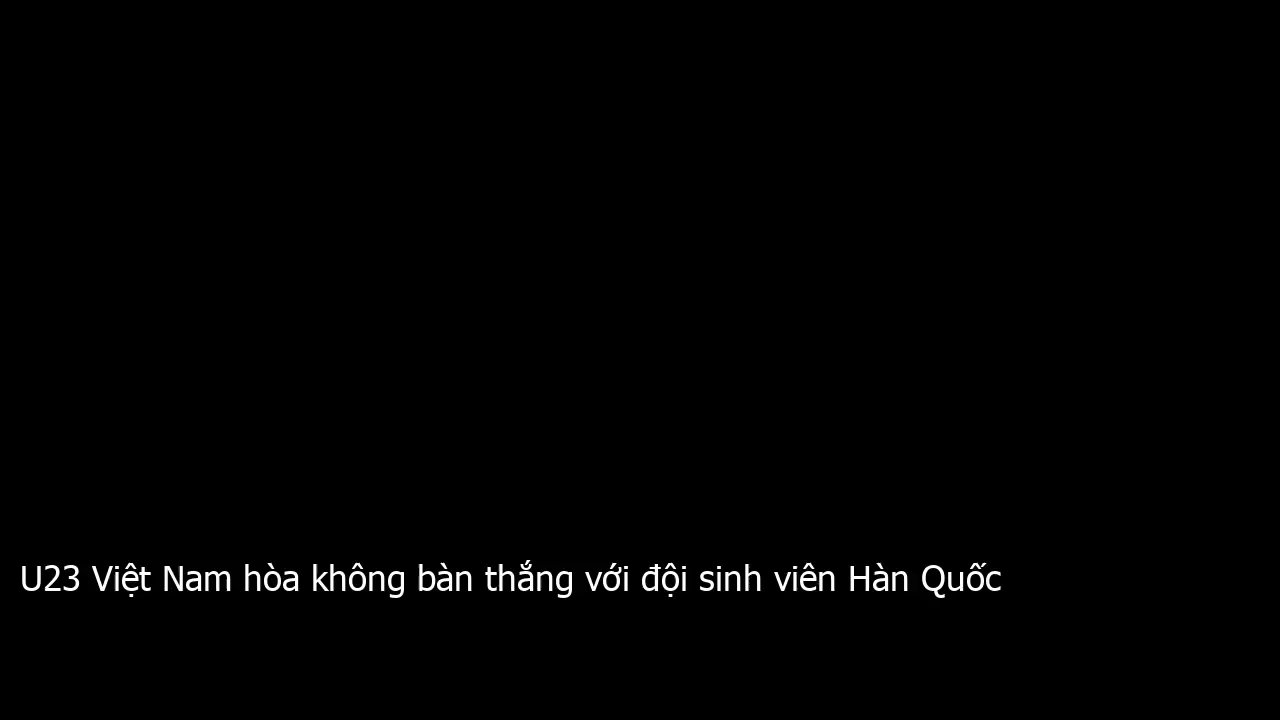 U23 Việt Nam hòa không bàn thắng với đội sinh viên Hàn Quốc